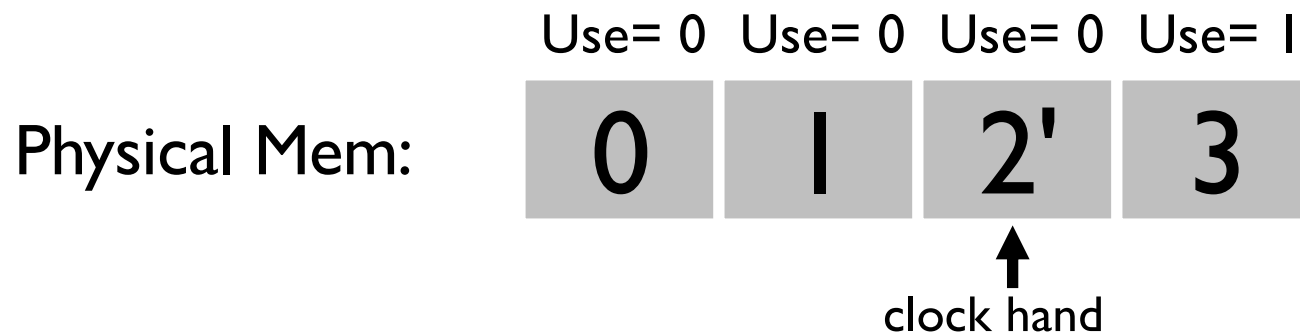 Use= 0 Use= 0 Use= 0 Use= 1
Physical Mem: 0 1 2' 3
clock hand